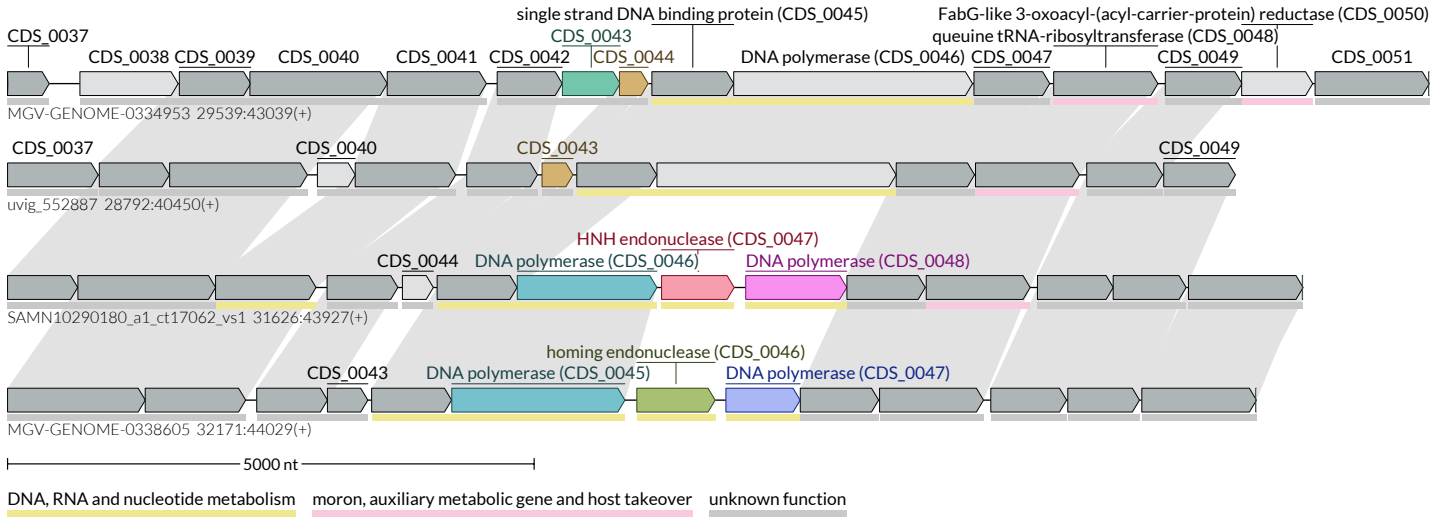 single strand DNA binding protein (CDS_0045) FabG-like 3-oxoacyl-(acyl-carrier-protein) reductase (CDS_0050)
CDS_0037 CDS_0043 queuine tRNA-ribosyltransferase (CDS_0048)
CDS_0038 CDS_0039 CDS_0040 CDS_0041 CDS_0042 CDS_0044 DNA polymerase (CDS_0046) CDS_0047 CDS_0049 CDS_0051
MGV-GENOME-0334953 29539:43039(+)
CDS_0037 CDS_0040 CDS_0043 CDS_0049
uvig_552887 28792:40450(+)
HNH endonuclease (CDS_0047)
CDS_0044 DNA polymerase (CDS_0046) DNA polymerase (CDS_0048)
SAMN10290180_a1_ct17062_vs1 31626:43927(+)
homing endonuclease (CDS_0046)
CDS_0043 DNA polymerase (CDS_0045) DNA polymerase (CDS_0047)
MGV-GENOME-0338605 32171:44029(+)
5000 nt
DNA, RNA and nucleotide metabolism moron, auxiliary metabolic gene and host takeover unknown function